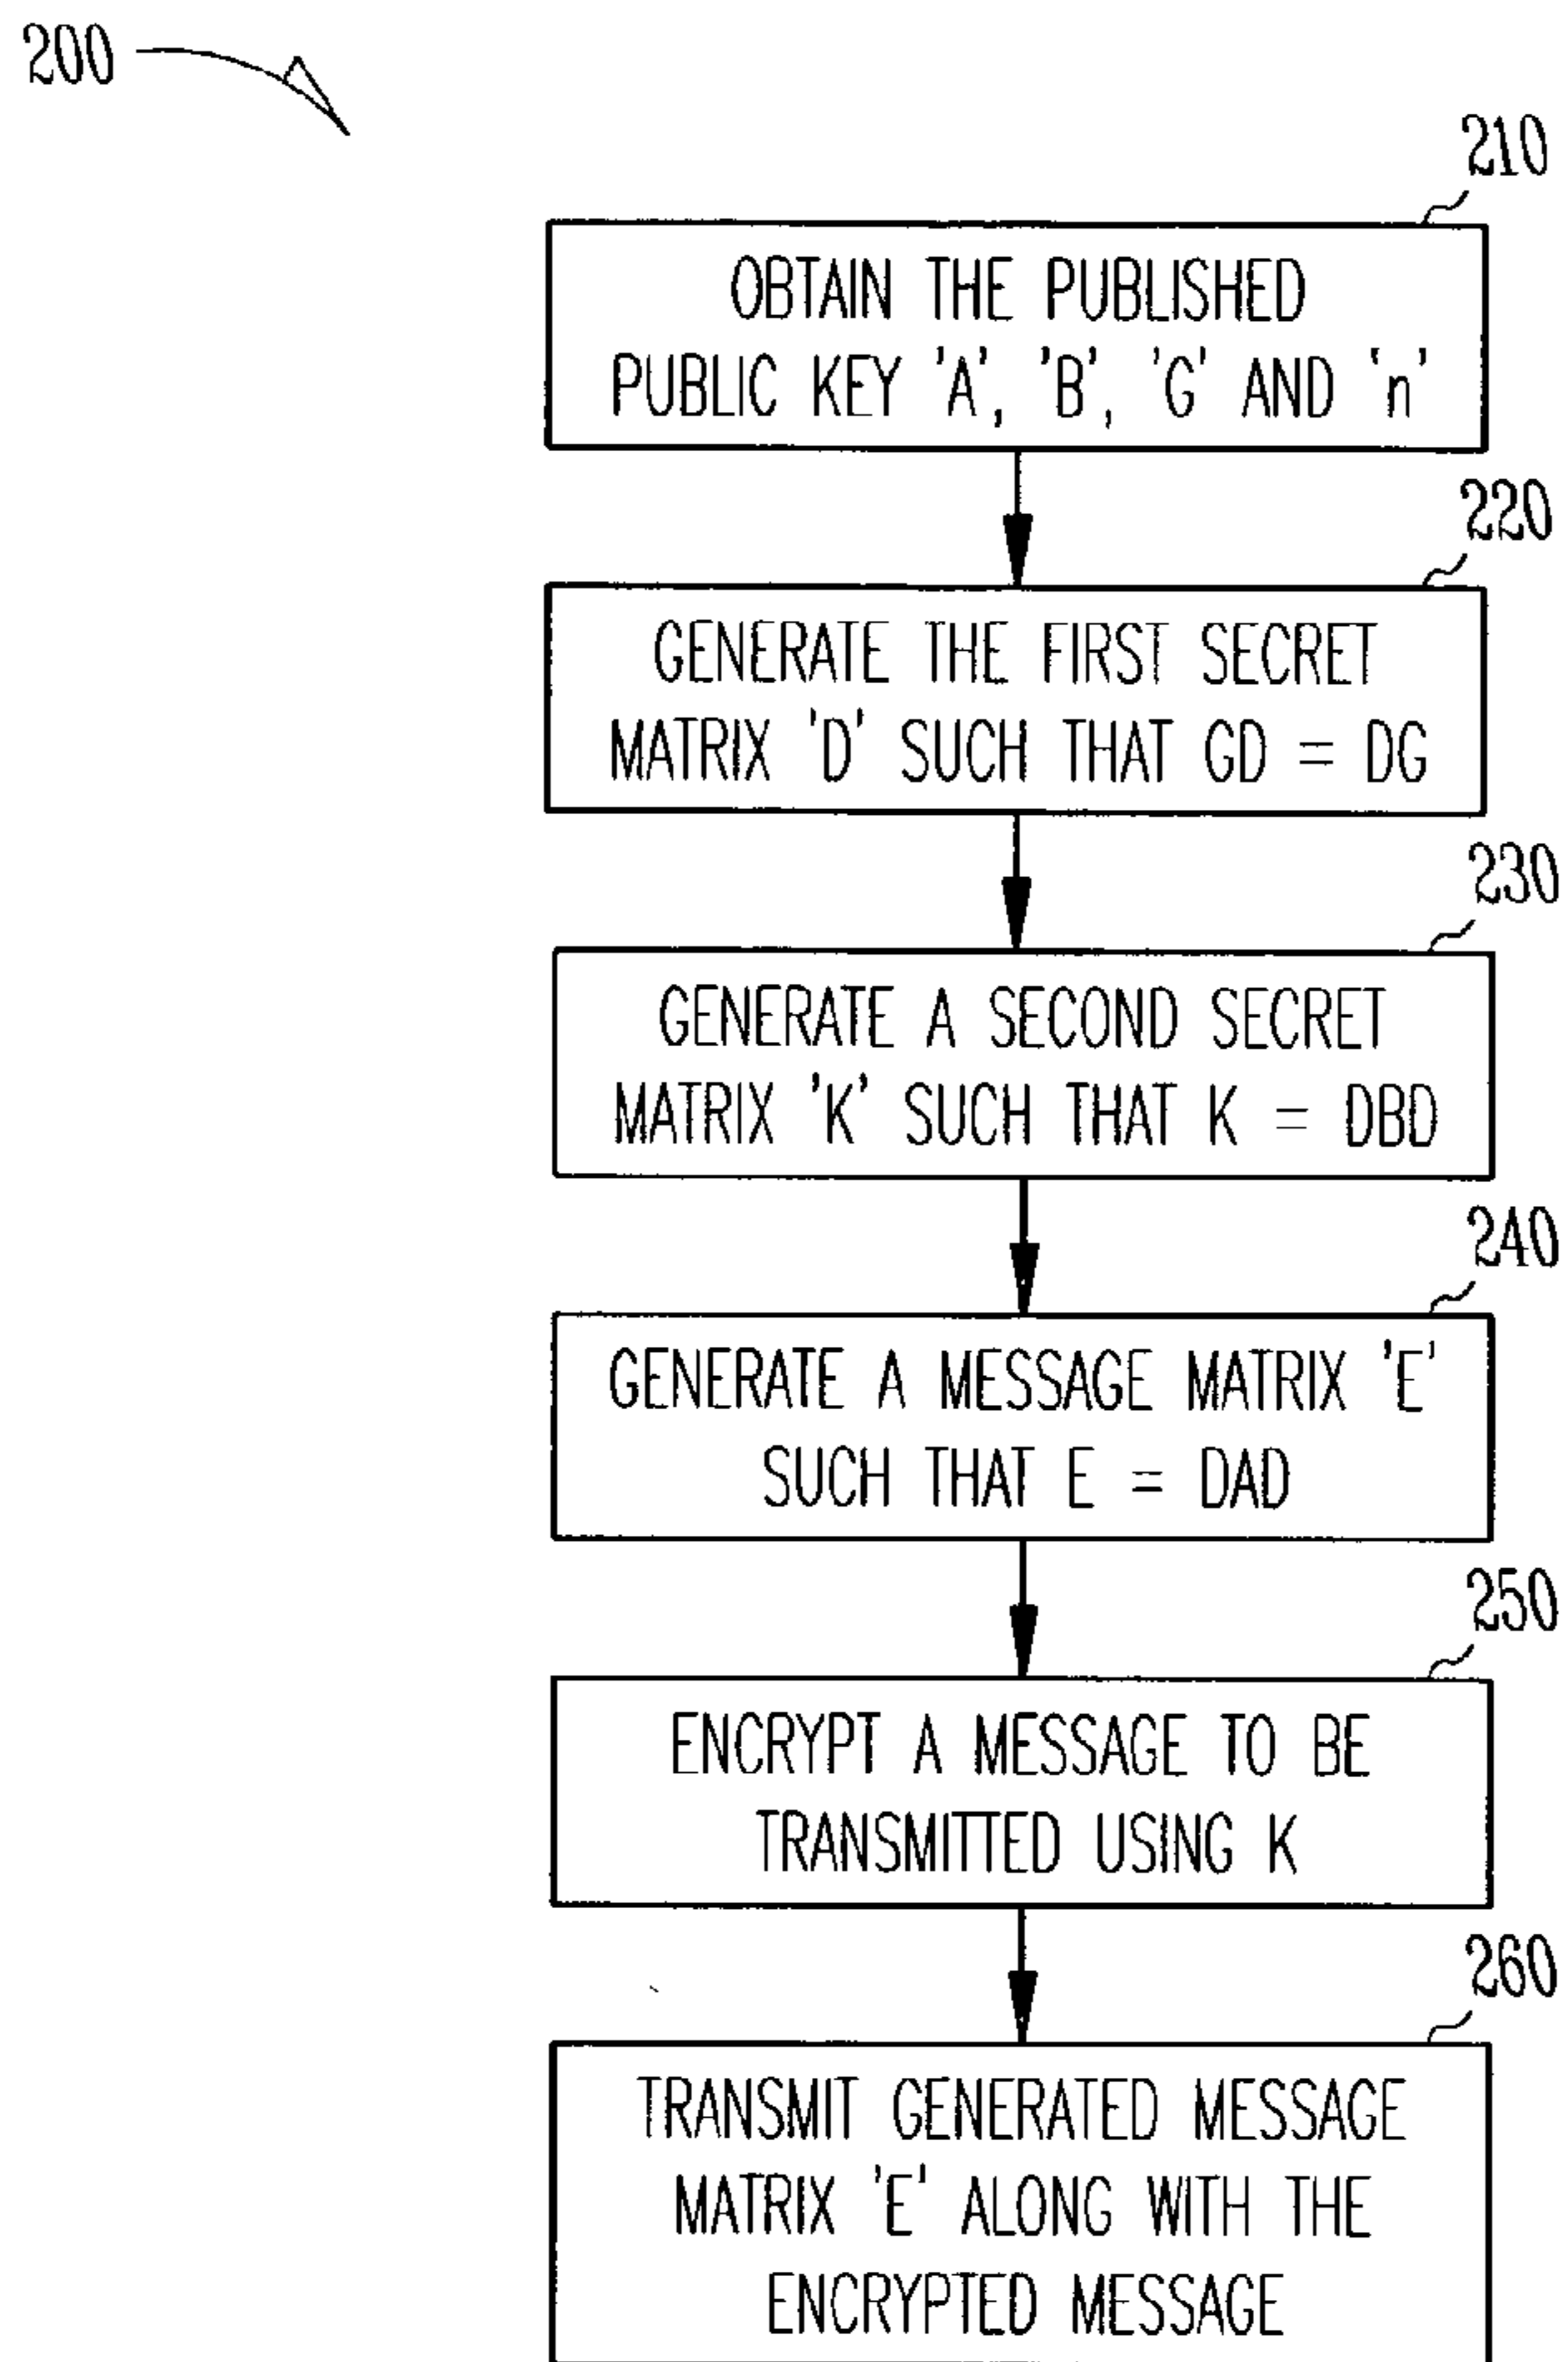 200
210
OBTAIN THE PUBLISHED
PUBLIC KEY 'A', 'B', 'G' AND 'n'
220
GENERATE THE FIRST SECRET
MATRIX 'D' SUCH THAT GD = DG
230
GENERATE A SECOND SECRET
MATRIX 'K' SUCH THAT K = DBD
240
GENERATE A MESSAGE MATRIX 'E'
SUCH THAT E = DAD
250
ENCRYPT A MESSAGE TO BE
TRANSMITTED USING K
260
TRANSMIT GENERATED MESSAGE
MATRIX 'E' ALONG WITH THE
ENCRYPTED MESSAGE